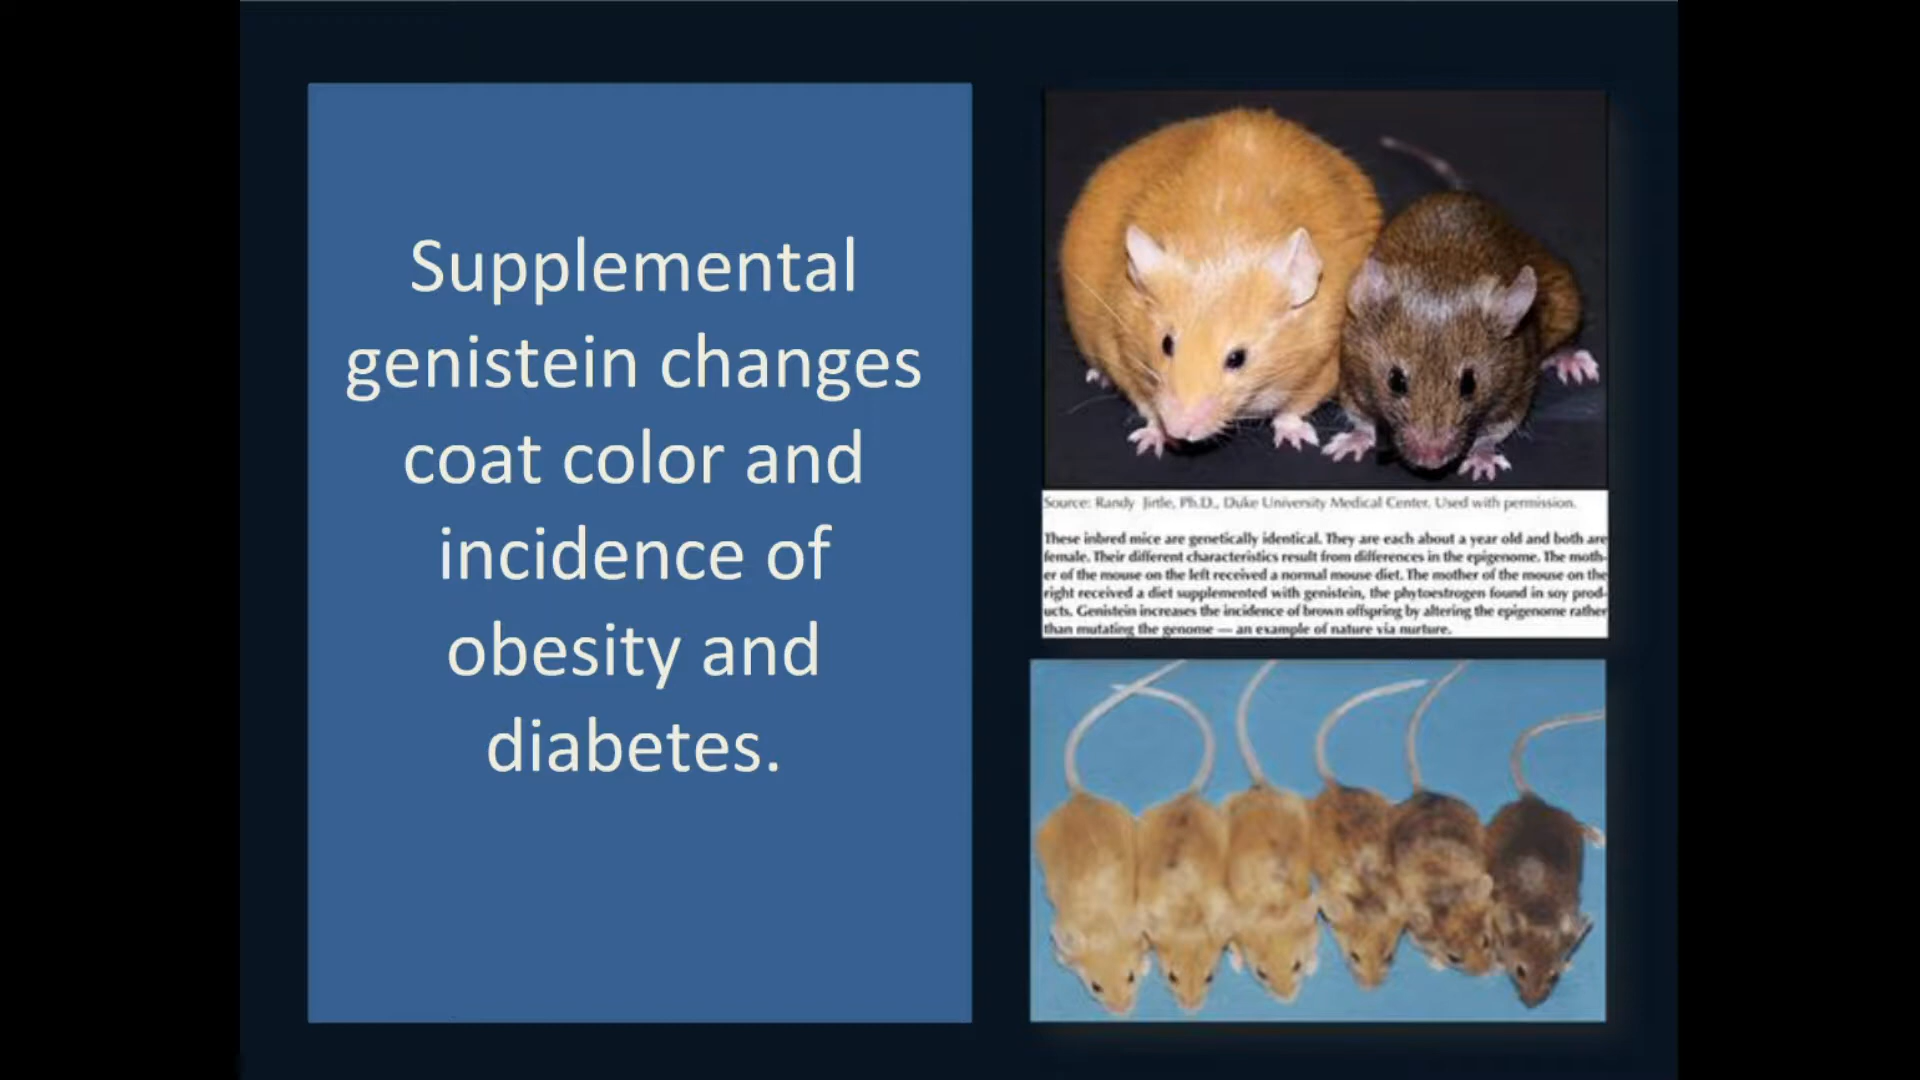 Supplemental
genistein changes
coat color and
incidence of
obesity and
diabetes.
Source: Randy Jirtle, Ph.D., Duke University Medical Center. Used with permission.
These inbred mice are genetically identical. They are each about a year old and both are
female. Their different characteristics result from differences in the epigenome. The moth-
er of the mouse on the left received a normal mouse diet. The mother of the mouse on the
right received a diet supplemented with genistein, the phytoestrogen found in soy prod-
ucts. Genistein increases the incidence of brown offspring by altering the epigenome rather
than mutating the genome — an example of nature via nurture.